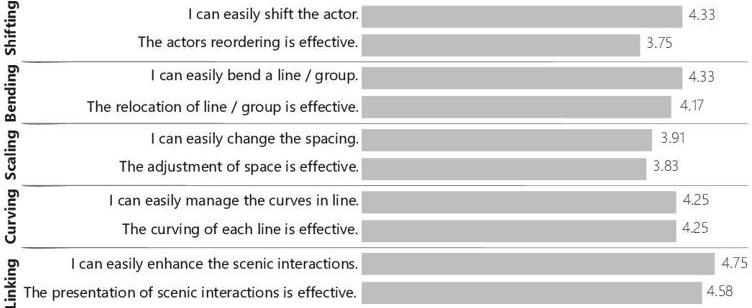 Shifting
I can easily shift the actor. 4.33
The actors reordering is effective. 3.75
Bending
I can easily bend a line / group. 4.33
The relocation of line / group is effective. 4.17
Scaling
I can easily change the spacing. 3.91
The adjustment of space is effective. 3.83
Curving
I can easily manage the curves in line. 4.25
The curving of each line is effective. 4.25
Linking
I can easily enhance the scenic interactions. 4.75
The presentation of scenic interactions is effective. 4.58